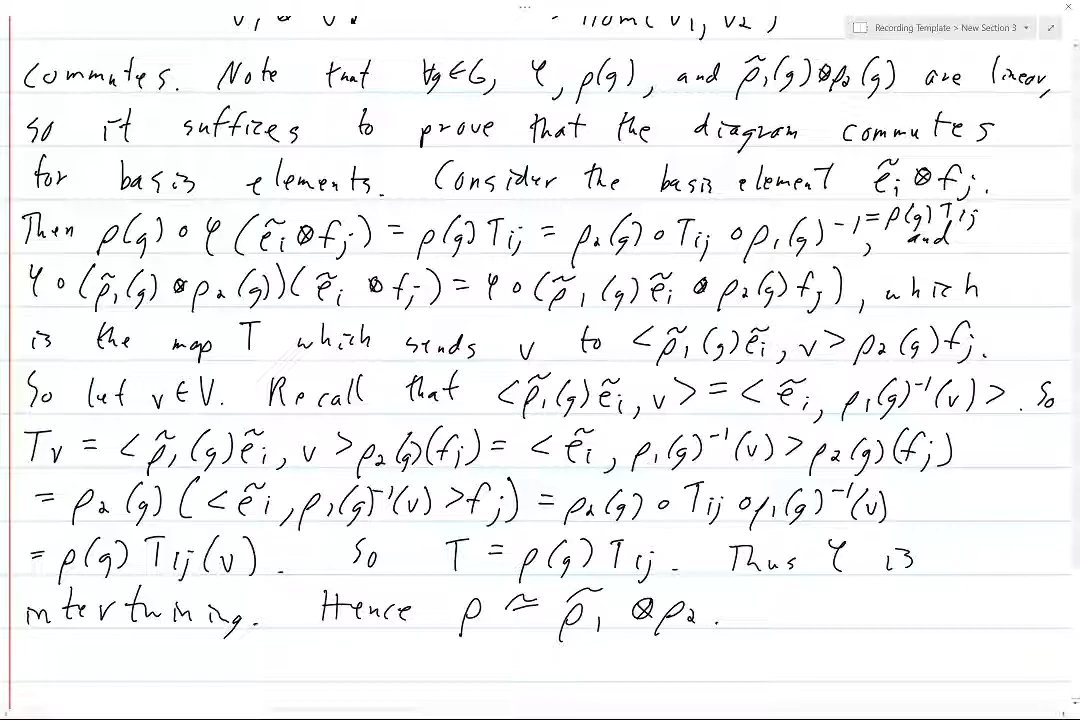 Recording Template > New Section 3
V₁ ⊗ V₂ = Hom(V₁, V₂)
commutes. Note that ∀g∈G, φ, ρ(g), and ρ̃₁(g)⊗ρ₂(g) are linear,
so it suffices to prove that the diagram commutes
for basis elements. Consider the basis element ẽᵢ ⊗ fⱼ.
Then ρ(g) ∘ φ (ẽᵢ ⊗ fⱼ) = ρ(g) Tᵢⱼ = ρ₂(g) ∘ Tᵢⱼ ∘ ρ₁(g)⁻¹ = ρ(g) Tᵢⱼ, and
φ ∘ (ρ̃₁(g) ⊗ ρ₂(g))(ẽᵢ ⊗ fⱼ) = φ ∘ (ρ̃₁(g)ẽᵢ ⊗ ρ₂(g)fⱼ), which
is the map T which sends v to <ρ̃₁(g)ẽᵢ, v> ρ₂(g)fⱼ.
So let v∈V. Recall that <ρ̃₁(g)ẽᵢ, v> = <ẽᵢ, ρ₁(g)⁻¹(v)>. So
Tv = <ρ̃₁(g)ẽᵢ, v>ρ₂(g)(fⱼ) = <ẽᵢ, ρ₁(g)⁻¹(v)>ρ₂(g)(fⱼ)
= ρ₂(g)(<ẽᵢ, ρ₁(g)⁻¹(v)>fⱼ) = ρ₂(g) ∘ Tᵢⱼ ∘ ρ₁(g)⁻¹(v)
= ρ(g) Tᵢⱼ(v). So T = ρ(g) Tᵢⱼ. Thus φ is
intertwining. Hence ρ ≃ ρ̃₁ ⊗ ρ₂.